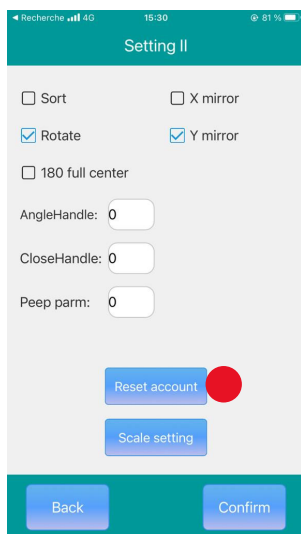 ◀ Recherche 4G 15:30 81 %
Setting II
Sort X mirror
Rotate Y mirror
180 full center
AngleHandle: 0
CloseHandle: 0
Peep parm: 0
Reset account
Scale setting
Back Confirm